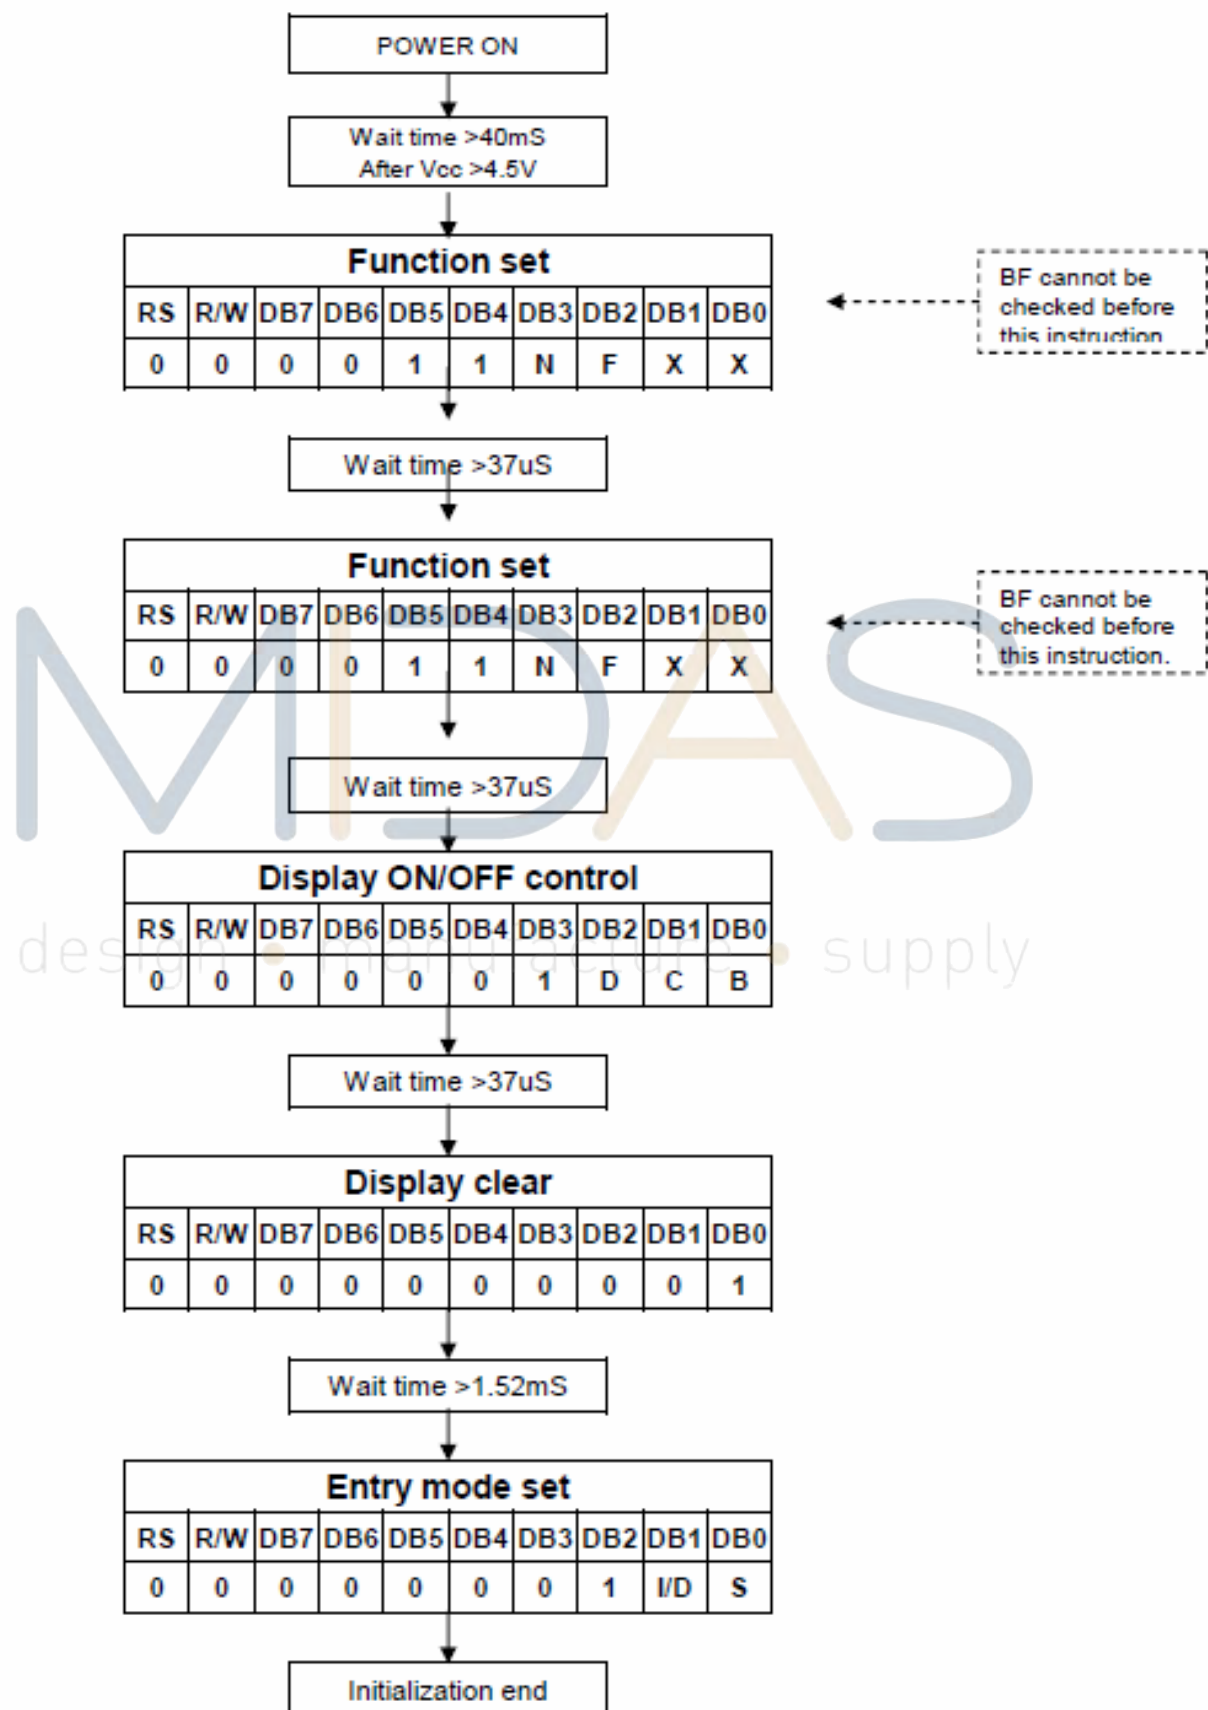 POWER ON
Wait time >40mS
After Vcc >4.5V
Function set
RS R/W DB7 DB6 DB5 DB4 DB3 DB2 DB1 DB0
0 0 0 0 1 1 N F X X
BF cannot be
checked before
this instruction
Wait time >37uS
Function set
RS R/W DB7 DB6 DB5 DB4 DB3 DB2 DB1 DB0
0 0 0 0 1 1 N F X X
BF cannot be
checked before
this instruction.
MIDAS
Wait time >37uS
Display ON/OFF control
RS R/W DB7 DB6 DB5 DB4 DB3 DB2 DB1 DB0
design • manufacture • supply
0 0 0 0 0 0 1 D C B
Wait time >37uS
Display clear
RS R/W DB7 DB6 DB5 DB4 DB3 DB2 DB1 DB0
0 0 0 0 0 0 0 0 0 1
Wait time >1.52mS
Entry mode set
RS R/W DB7 DB6 DB5 DB4 DB3 DB2 DB1 DB0
0 0 0 0 0 0 0 1 I/D S
Initialization end